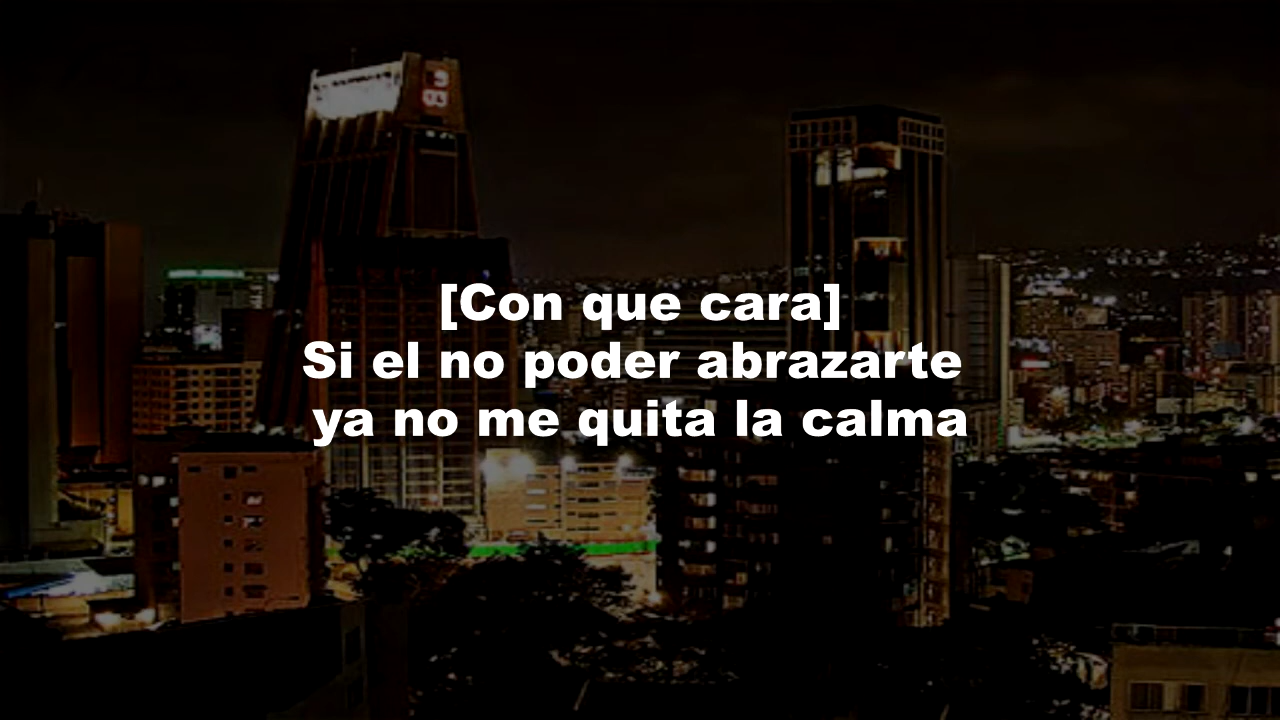 [Con que cara]
Si el no poder abrazarte
ya no me quita la calma